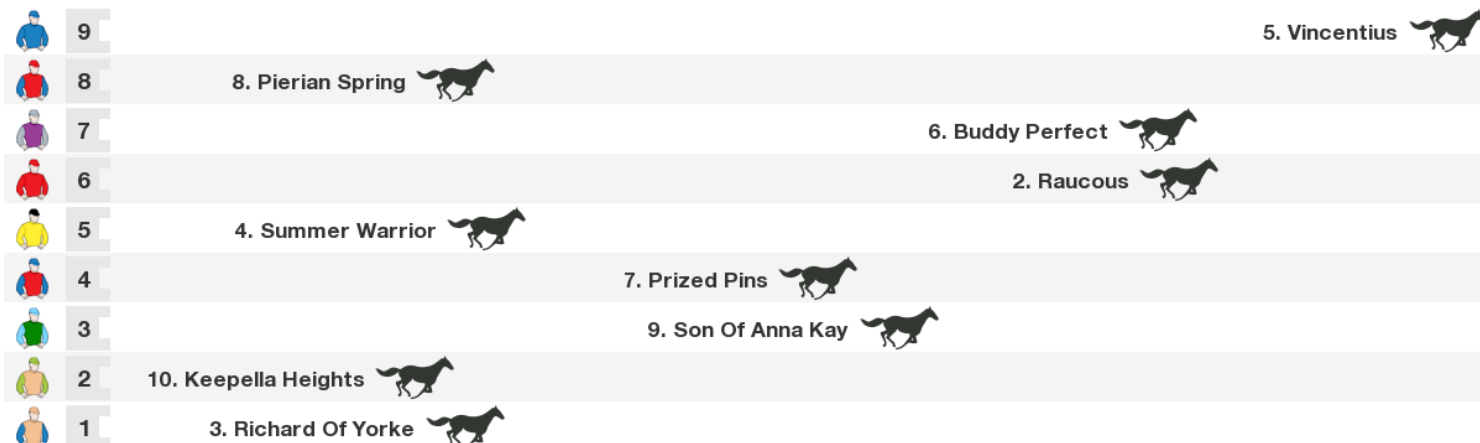 9 5. Vincentius
8 8. Pierian Spring
7 6. Buddy Perfect
6 2. Raucous
5 4. Summer Warrior
4 7. Prized Pins
3 9. Son Of Anna Kay
2 10. Keepella Heights
1 3. Richard Of Yorke